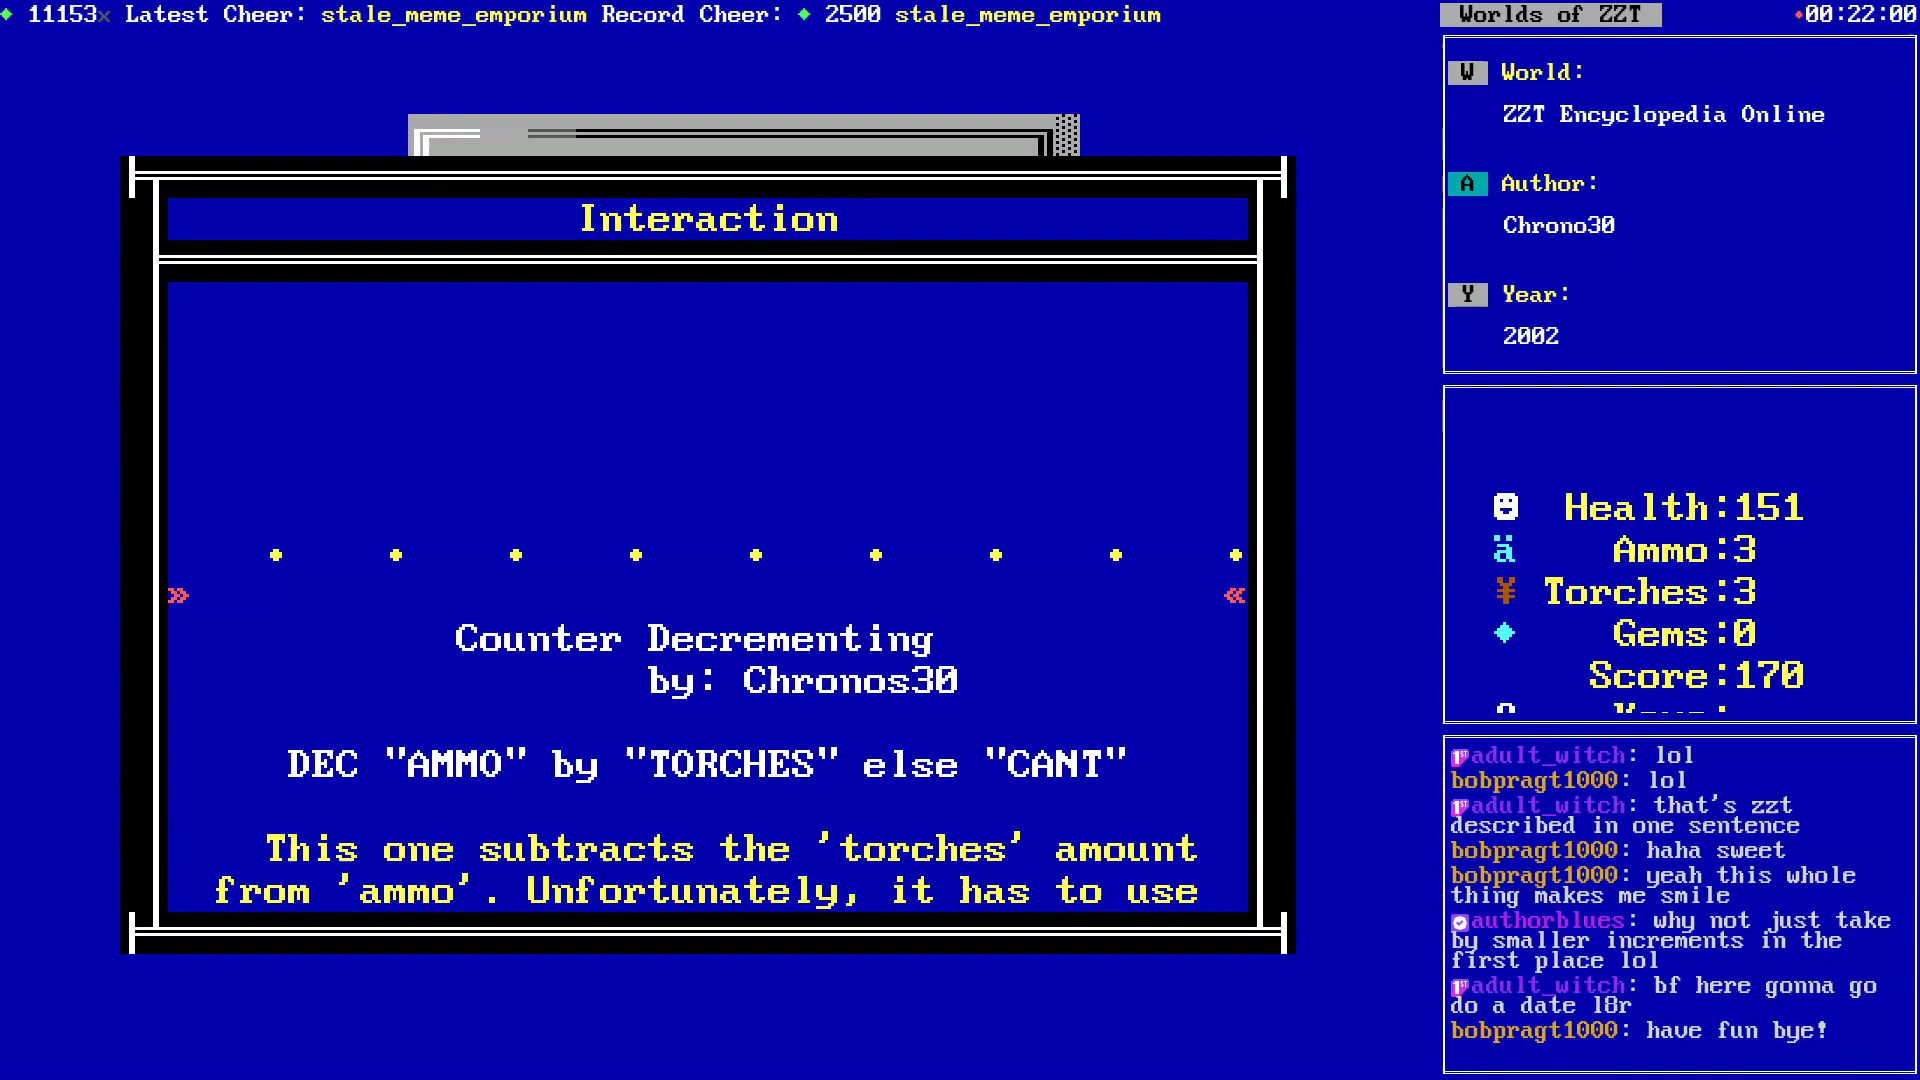 11153x Latest Cheer: stale_meme_emporium Record Cheer: 2500 stale_meme_emporium
Worlds of ZZT
00:22:00
W World:
ZZT Encyclopedia Online
A Author:
Chrono30
Y Year:
2002
Interaction
Counter Decrementing
by: Chronos30
DEC "AMMO" by "TORCHES" else "CANT"
This one subtracts the 'torches' amount
from 'ammo'. Unfortunately, it has to use
Health:151
Ammo:3
Torches:3
Gems:0
Score:170
adult_witch: lol
bobpragt1000: lol
adult_witch: that's zzt
described in one sentence
bobpragt1000: haha sweet
bobpragt1000: yeah this whole
thing makes me smile
authorblues: why not just take
by smaller increments in the
first place lol
adult_witch: bf here gonna go
do a date l8r
bobpragt1000: have fun bye!